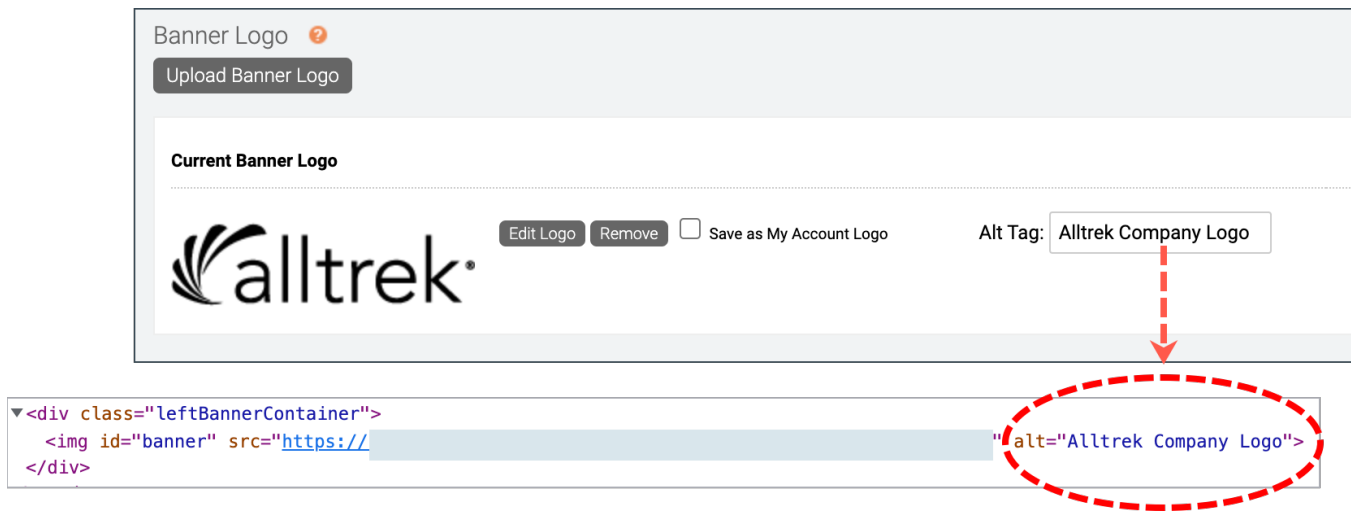 Banner Logo ?
Upload Banner Logo
Current Banner Logo
alltrek®
Edit Logo Remove Save as My Account Logo Alt Tag: Alltrek Company Logo
▼<div class="leftBannerContainer">
<img id="banner" src="https:// " alt="Alltrek Company Logo">
</div>